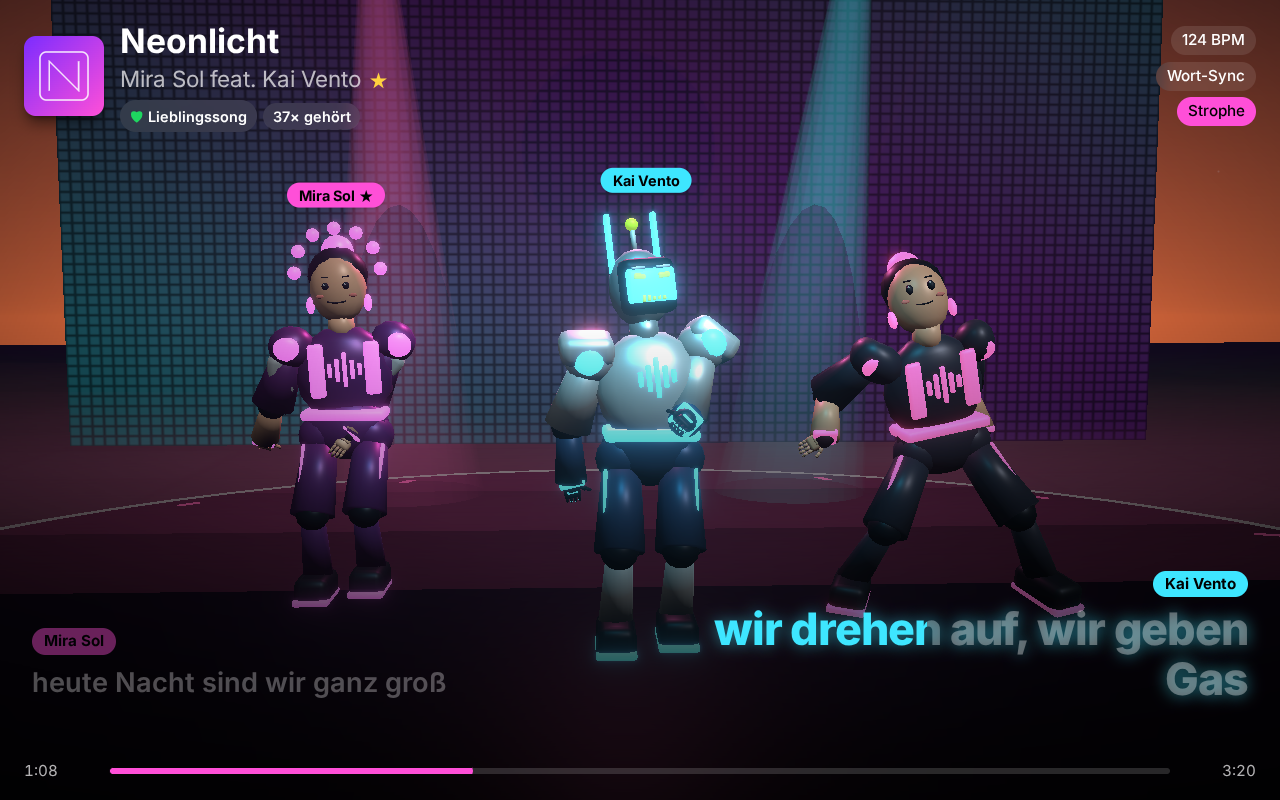 N
Neonlicht
Mira Sol feat. Kai Vento ★
Lieblingssong
37× gehört
124 BPM
Wort-Sync
Strophe
Mira Sol ★
Kai Vento
Kai Vento
wir drehen auf, wir geben
Gas
Mira Sol
heute Nacht sind wir ganz groß
1:08
3:20